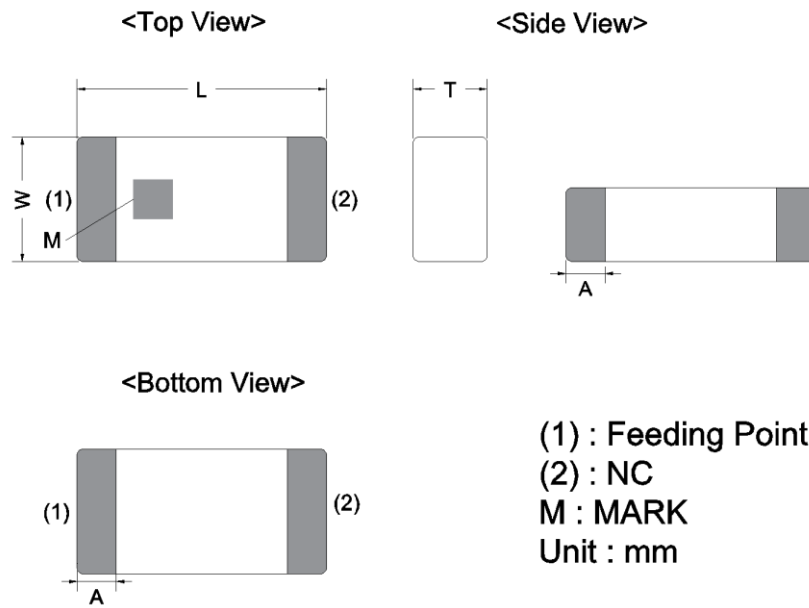 <Top View>
<Side View>
L
T
W
(1)
(2)
M
A
<Bottom View>
(1)
(2)
A
(1) : Feeding Point
(2) : NC
M : MARK
Unit : mm